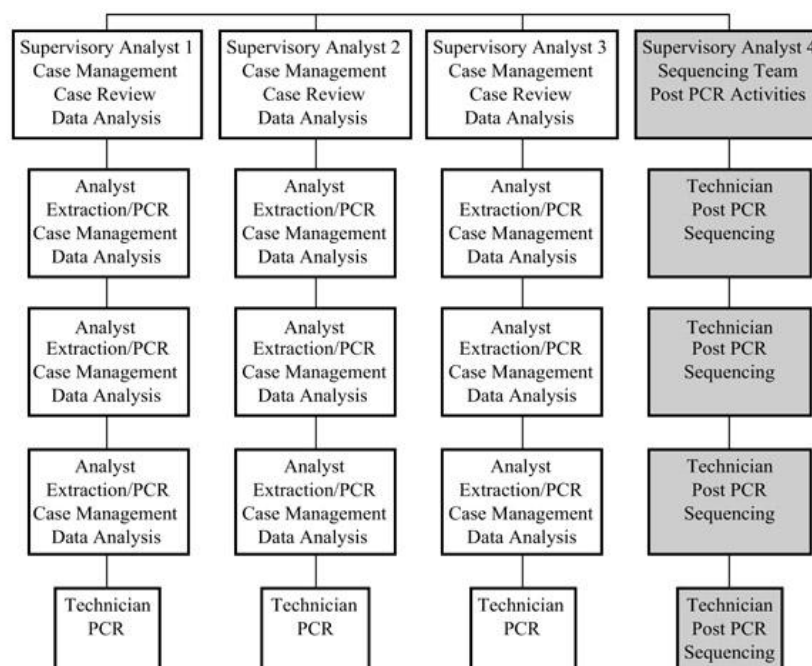 Supervisory Analyst 1
Case Management
Case Review
Data Analysis
Supervisory Analyst 2
Case Management
Case Review
Data Analysis
Supervisory Analyst 3
Case Management
Case Review
Data Analysis
Supervisory Analyst 4
Sequencing Team
Post PCR Activities
Analyst
Extraction/PCR
Case Management
Data Analysis
Analyst
Extraction/PCR
Case Management
Data Analysis
Analyst
Extraction/PCR
Case Management
Data Analysis
Technician
Post PCR
Sequencing
Analyst
Extraction/PCR
Case Management
Data Analysis
Analyst
Extraction/PCR
Case Management
Data Analysis
Analyst
Extraction/PCR
Case Management
Data Analysis
Technician
Post PCR
Sequencing
Analyst
Extraction/PCR
Case Management
Data Analysis
Analyst
Extraction/PCR
Case Management
Data Analysis
Analyst
Extraction/PCR
Case Management
Data Analysis
Technician
Post PCR
Sequencing
Technician
PCR
Technician
PCR
Technician
PCR
Technician
Post PCR
Sequencing